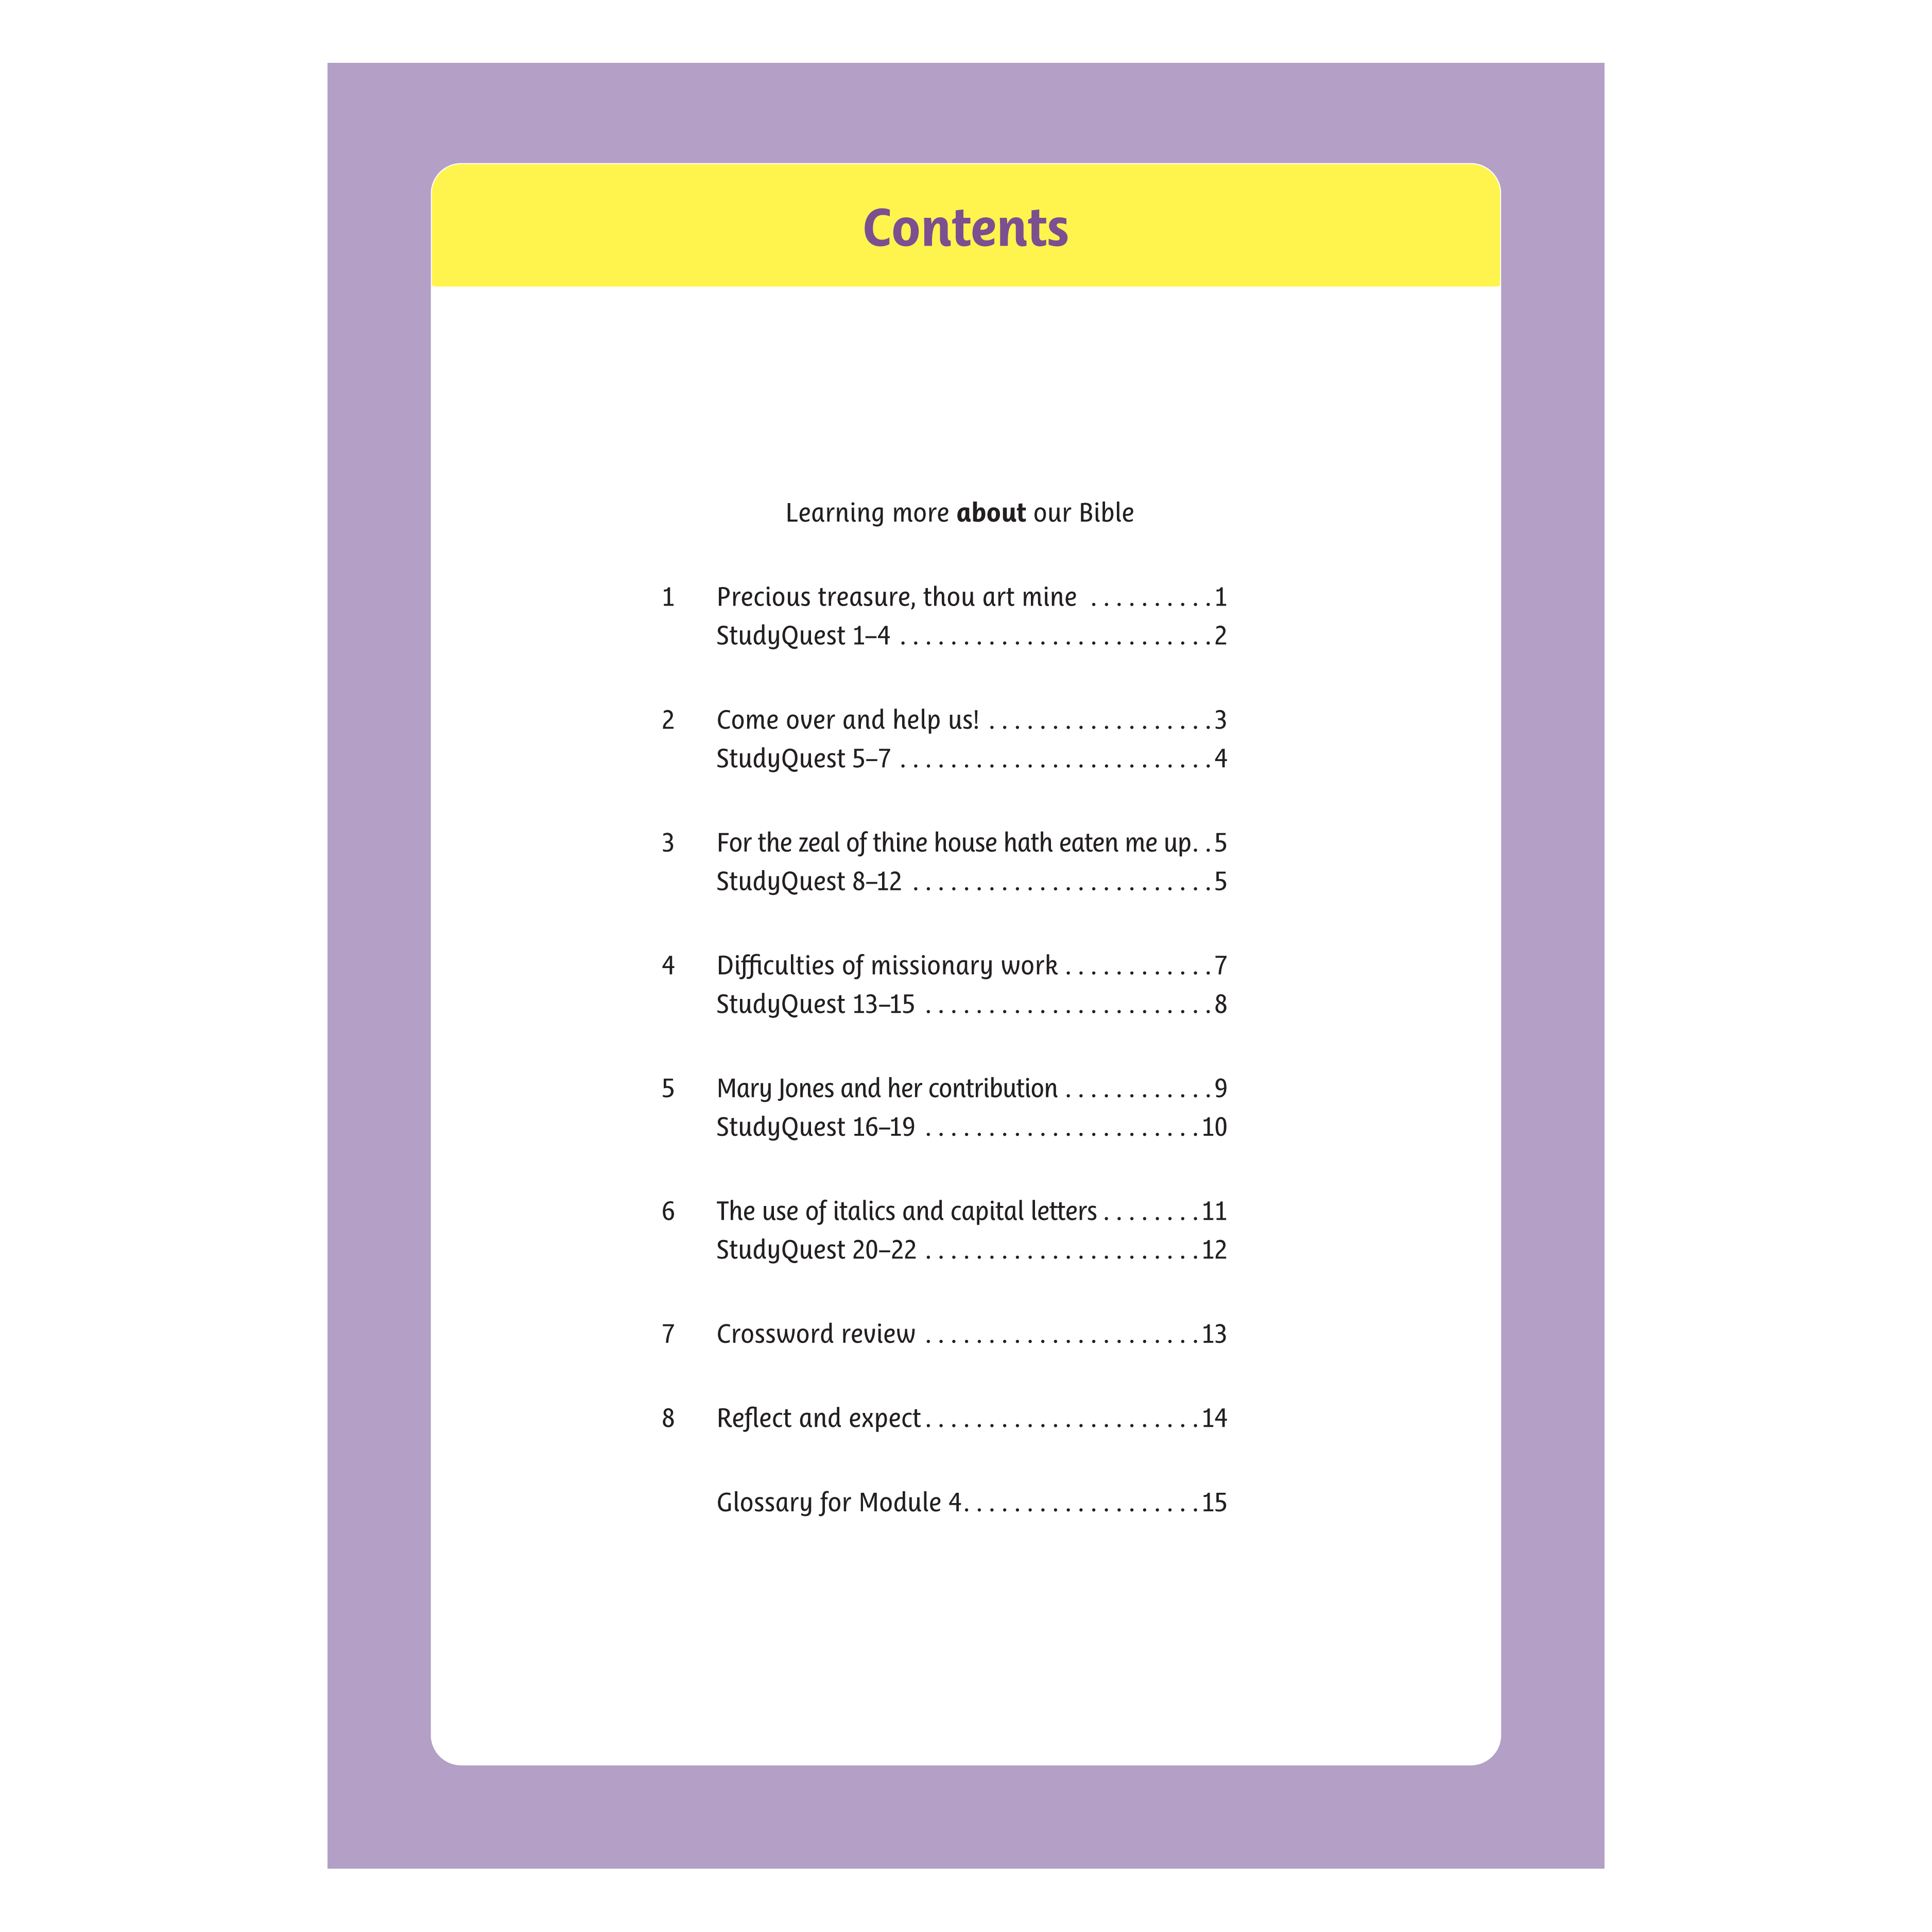 Contents
Learning more about our Bible
1 Precious treasure, thou art mine . . . . . . . . . . 1
StudyQuest 1–4 . . . . . . . . . . . . . . . . . . . . . . . . . 2
2 Come over and help us! . . . . . . . . . . . . . . . . . . 3
StudyQuest 5–7 . . . . . . . . . . . . . . . . . . . . . . . . . 4
3 For the zeal of thine house hath eaten me up. . 5
StudyQuest 8–12 . . . . . . . . . . . . . . . . . . . . . . . . 5
4 Difficulties of missionary work . . . . . . . . . . . . 7
StudyQuest 13–15 . . . . . . . . . . . . . . . . . . . . . . . 8
5 Mary Jones and her contribution . . . . . . . . . . . . 9
StudyQuest 16–19 . . . . . . . . . . . . . . . . . . . . . . 10
6 The use of italics and capital letters . . . . . . . . 11
StudyQuest 20–22 . . . . . . . . . . . . . . . . . . . . . . 12
7 Crossword review . . . . . . . . . . . . . . . . . . . . . . 13
8 Reflect and expect . . . . . . . . . . . . . . . . . . . . . . 14
Glossary for Module 4. . . . . . . . . . . . . . . . . . . 15